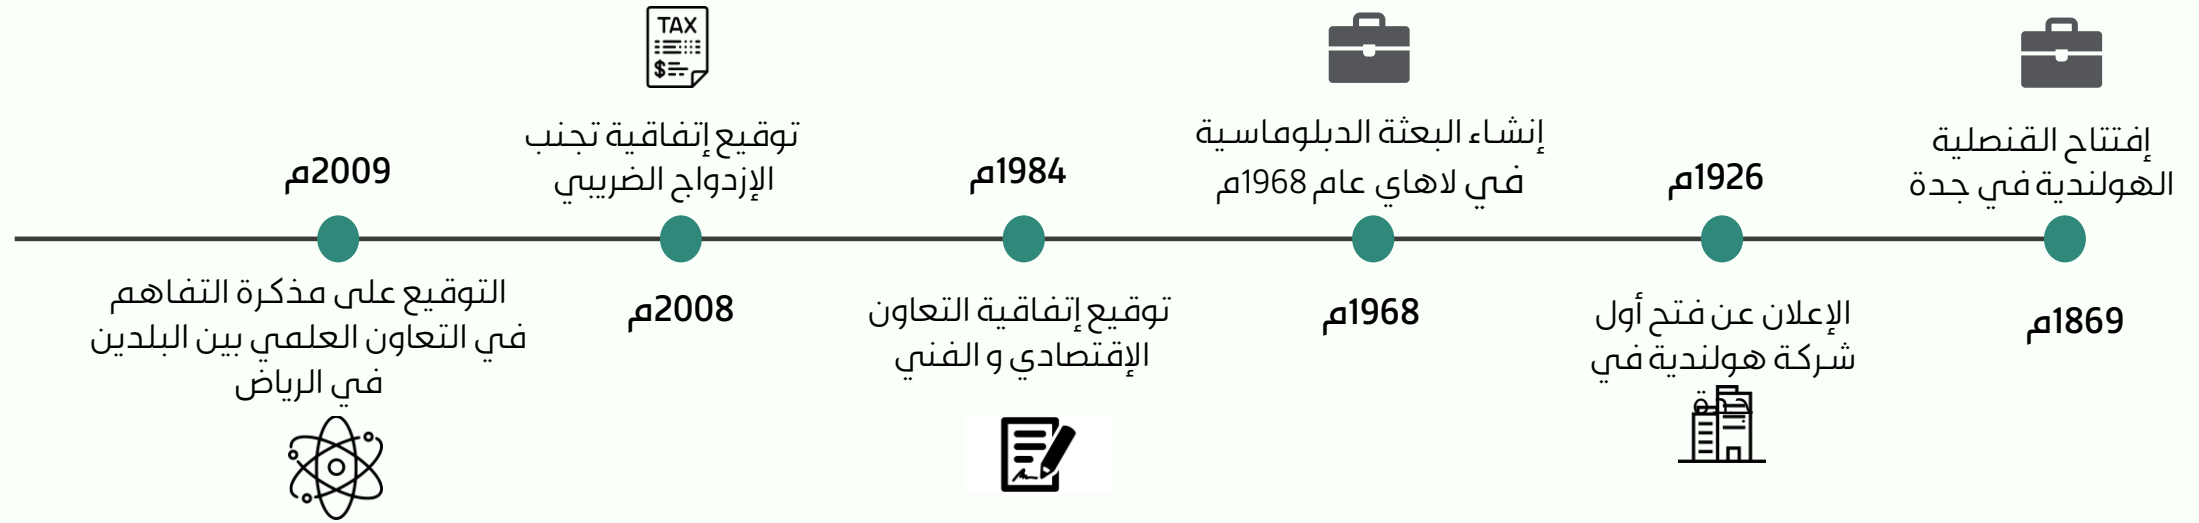 إفتتاح القنصلية
الهولندية في جدة
1869م
1926م
الإعلان عن فتح أول
شركة هولندية في
جدة
إنشاء البعثة الدبلوماسية
في لاهاي عام 1968م
1968م
1984م
توقيع إتفاقية التعاون
الإقتصادي و الفني
TAX
$
توقيع إتفاقية تجنب
الإزدواج الضريبي
2008م
2009م
التوقيع على مذكرة التفاهم
في التعاون العلمي بين البلدين
في الرياض